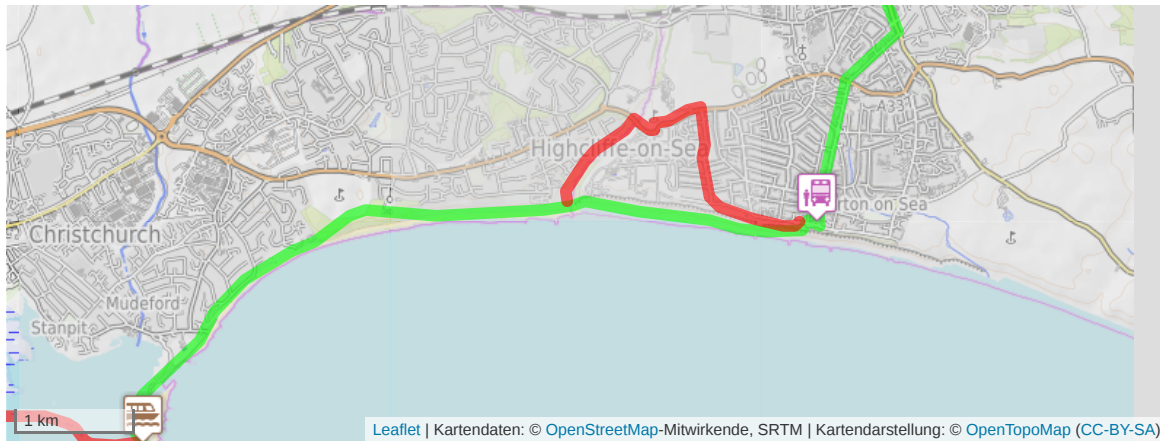 A33
Highcliffe-on-Sea
rton on Sea
Christchurch
Mudeford
Stanpit
1 km
Leaflet | Kartendaten: © OpenStreetMap-Mitwirkende, SRTM | Kartendarstellung: © OpenTopoMap (CC-BY-SA)